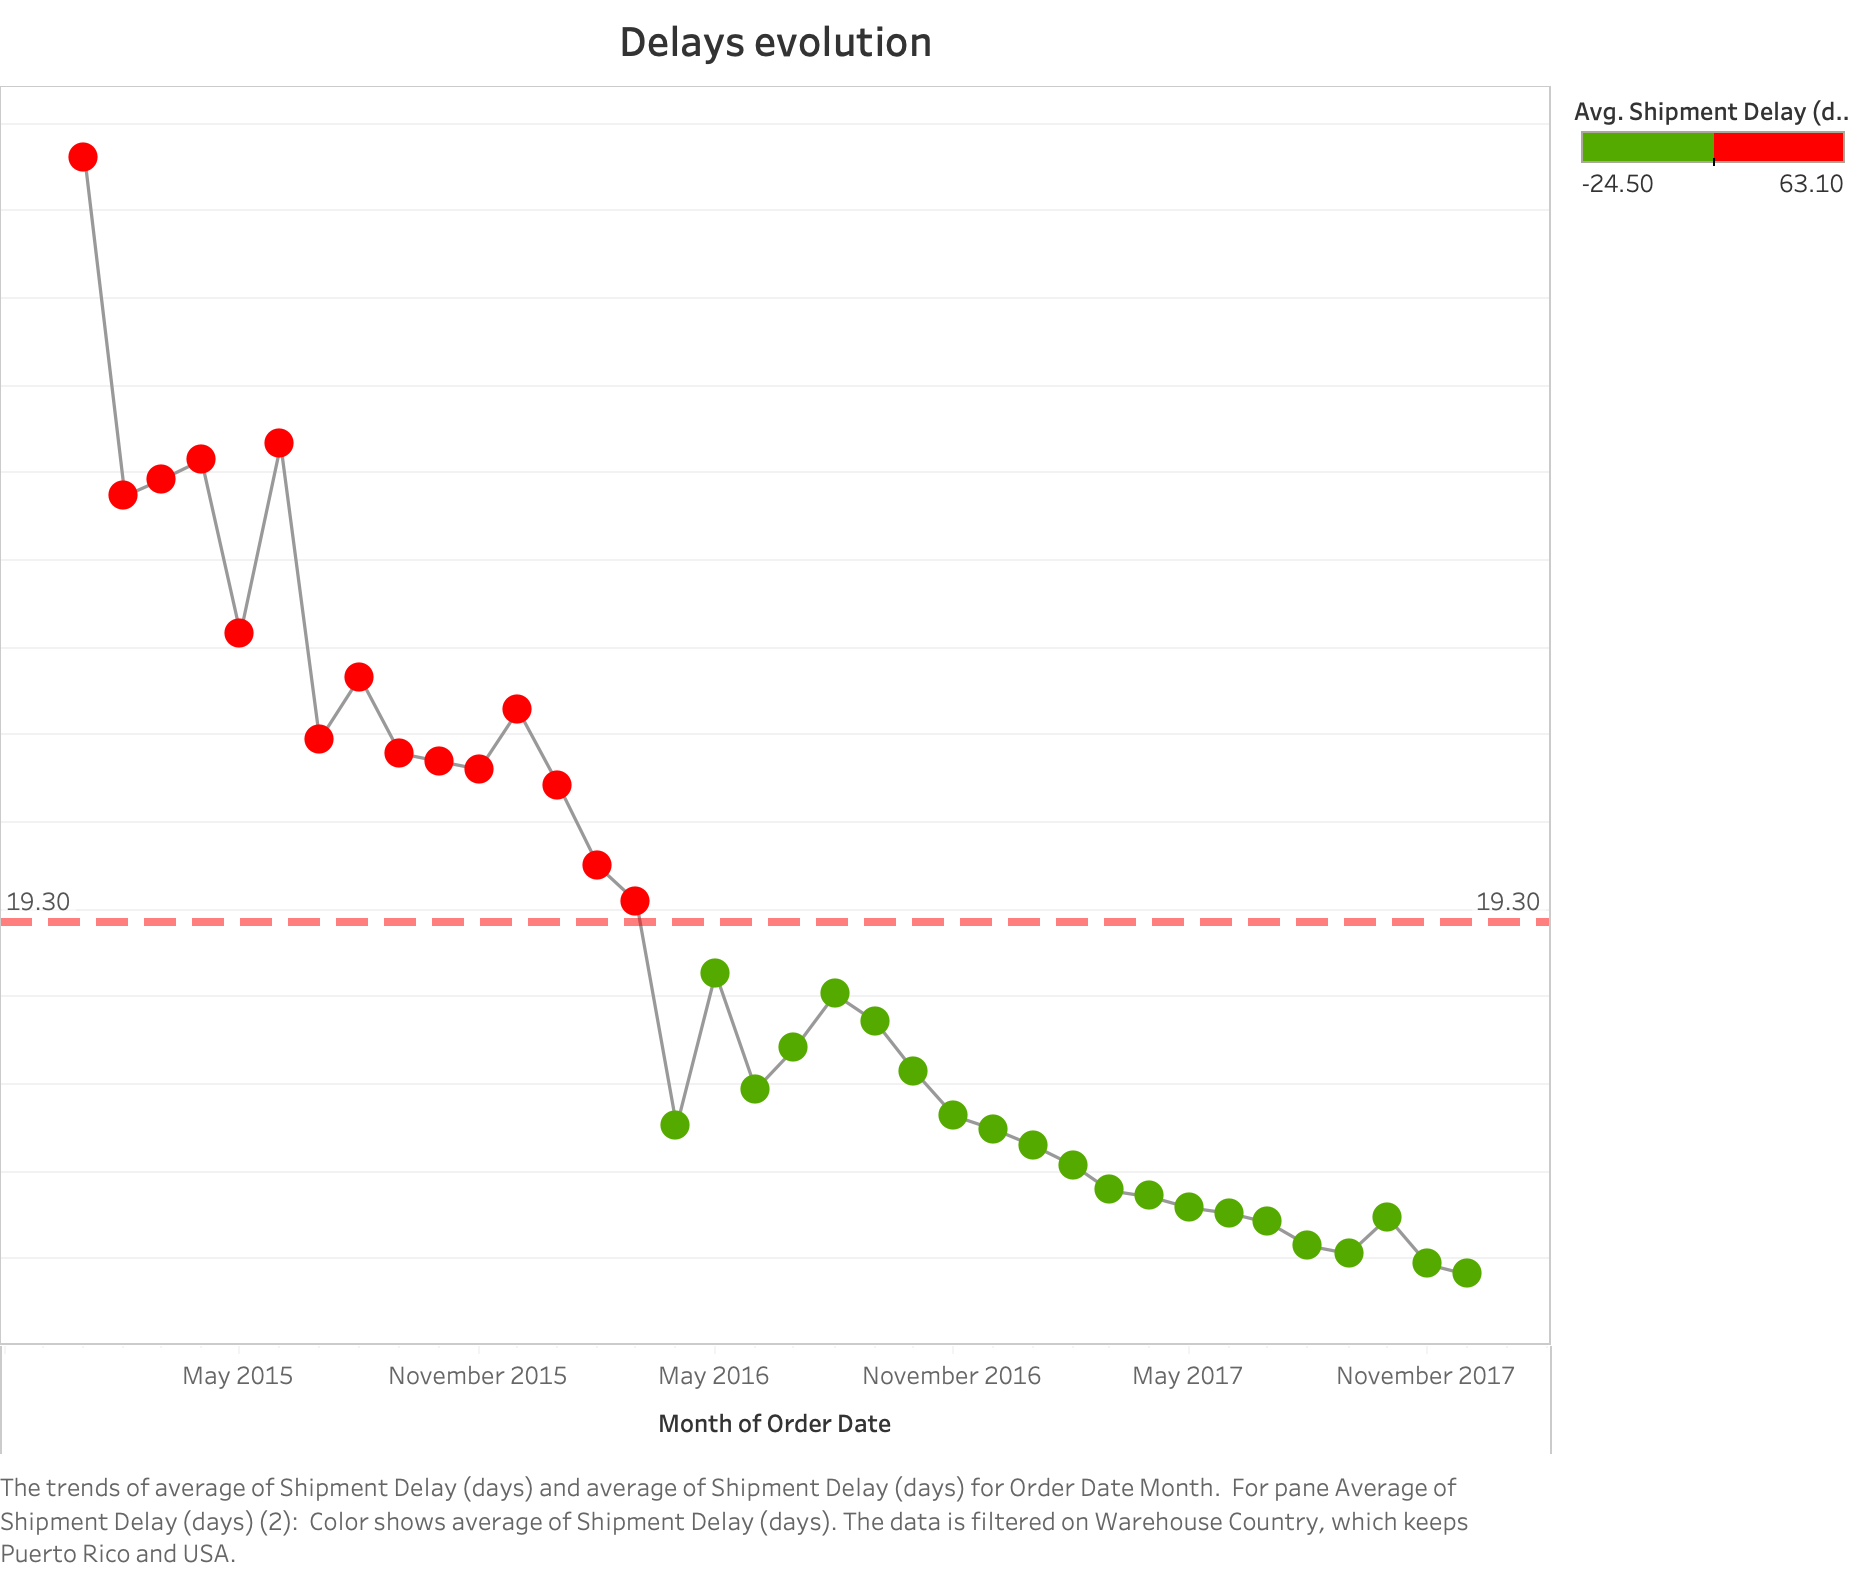 Delays evolution
Avg. Shipment Delay (d..
-24.50 63.10
19.30 19.30
May 2015 November 2015 May 2016 November 2016 May 2017 November 2017
Month of Order Date
The trends of average of Shipment Delay (days) and average of Shipment Delay (days) for Order Date Month.  For pane Average of
Shipment Delay (days) (2):  Color shows average of Shipment Delay (days). The data is filtered on Warehouse Country, which keeps
Puerto Rico and USA.